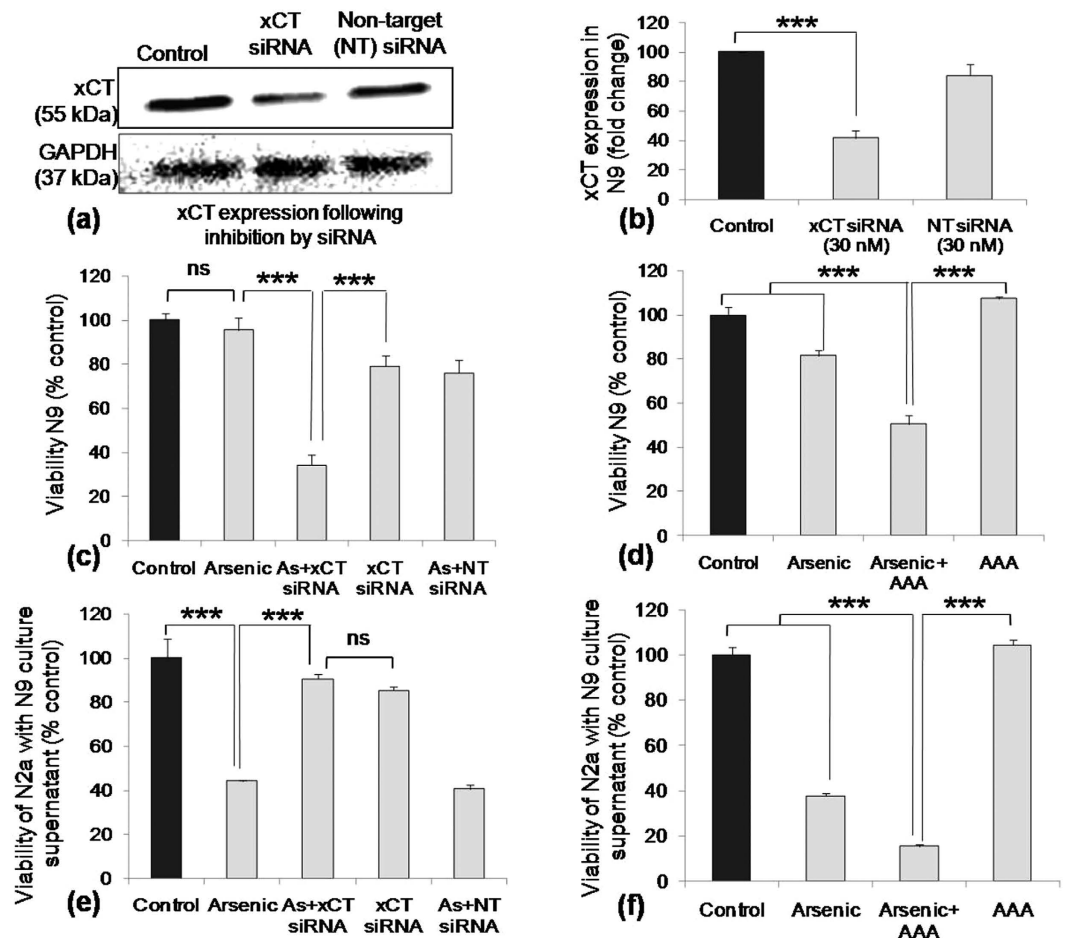 Control
xCT
siRNA
Non-target
(NT) siRNA
xCT
(55 kDa)
GAPDH
(37 kDa)
(a)
xCT expression following
inhibition by siRNA
xCT expression in
N9 (fold change)
120
100
80
60
40
20
0
***
Control
xCTsiRNA
(30 nM)
NTsiRNA
(30 nM)
(b)
Viability N9 (% control)
120
100
80
60
40
20
0
ns
***
***
Control
Arsenic
As+xCT
siRNA
xCT
siRNA
As+NT
siRNA
(c)
Viability N9 (% control)
120
100
80
60
40
20
0
***
***
Control
Arsenic
Arsenic+
AAA
AAA
(d)
Viability of N2a with N9 culture
supernatant (% control)
120
100
80
60
40
20
0
***
***
ns
Control
Arsenic
As+xCT
siRNA
xCT
siRNA
As+NT
siRNA
(e)
Viability of N2a with N9 culture
supernatant (% control)
120
100
80
60
40
20
0
***
***
Control
Arsenic
Arsenic+
AAA
AAA
(f)